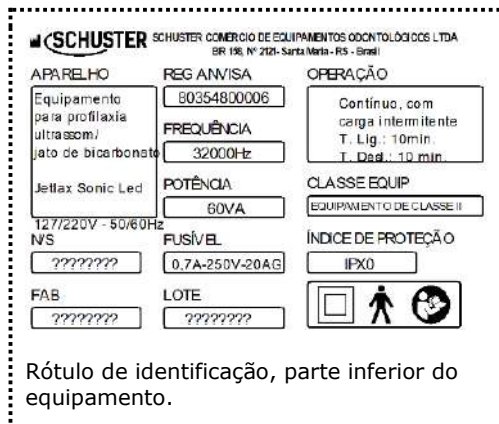 SCHUSTER SCHUSTER COMÉRCIO DE EQUIPAMENTOS ODONTOLÓGICOS LTDA
BR 158, Nº 2121- Santa Maria - RS - Brasil
APARELHO
Equipamento
para profilaxia
ultrassom/
jato de bicarbonato
Jetlax Sonic Led
127/220V - 50/60Hz
N/S
????????
FAB
????????
REG ANVISA
80354800006
FREQUÊNCIA
32000Hz
POTÊNCIA
60VA
FUSÍVEL
0,7A-250V-20AG
LOTE
????????
OPERAÇÃO
Contínuo, com
carga intermitente
T. Lig.: 10min.
T. Desl.: 10 min.
CLASSE EQUIP
EQUIPAMENTO DE CLASSE II
ÍNDICE DE PROTEÇÃO
IPX0
Rótulo de identificação, parte inferior do
equipamento.